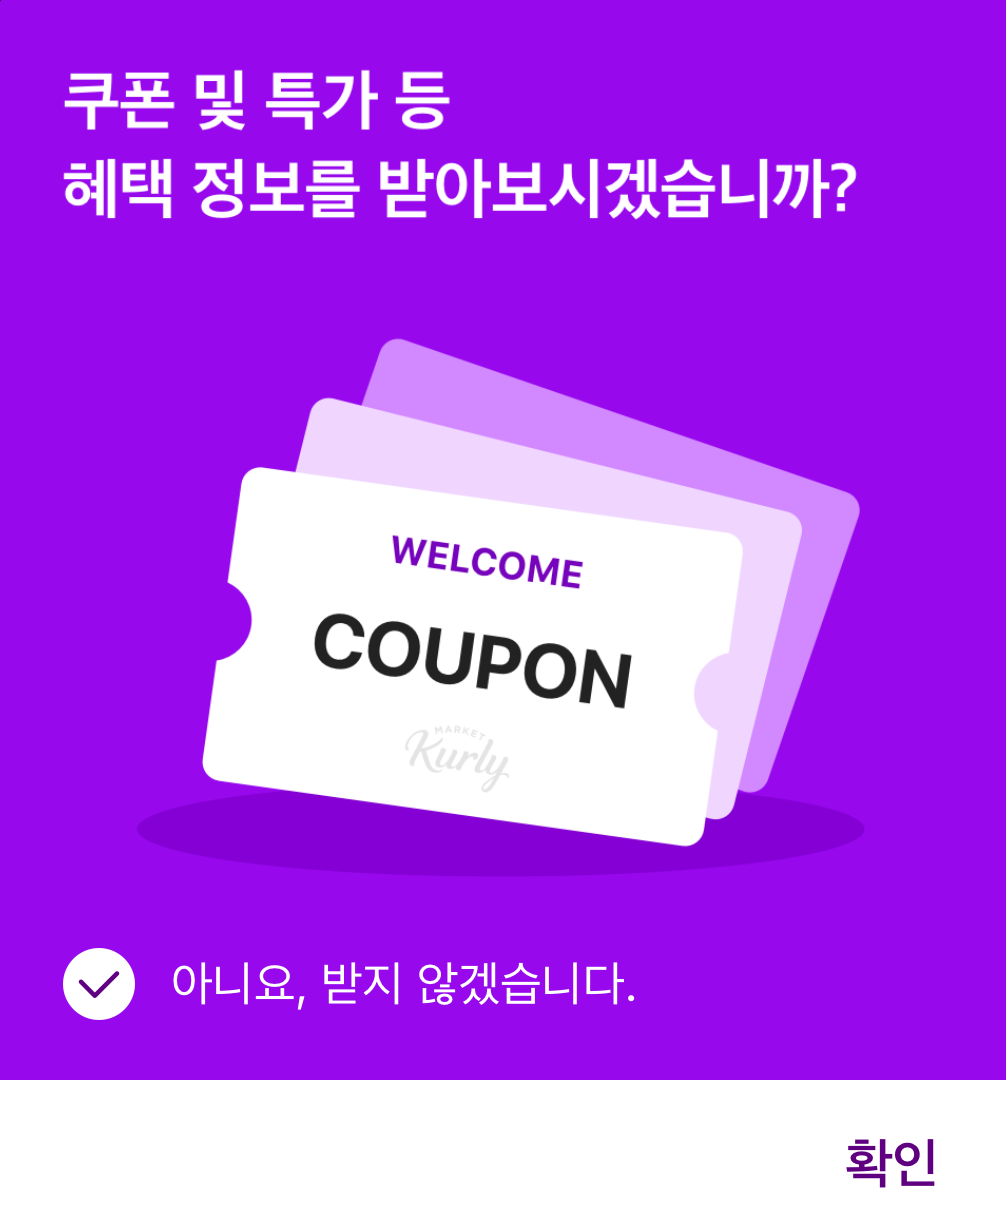 쿠폰 및 특가 등
혜택 정보를 받아보시겠습니까?
WELCOME
COUPON
MARKET
Kurly
아니요, 받지 않겠습니다.
확인